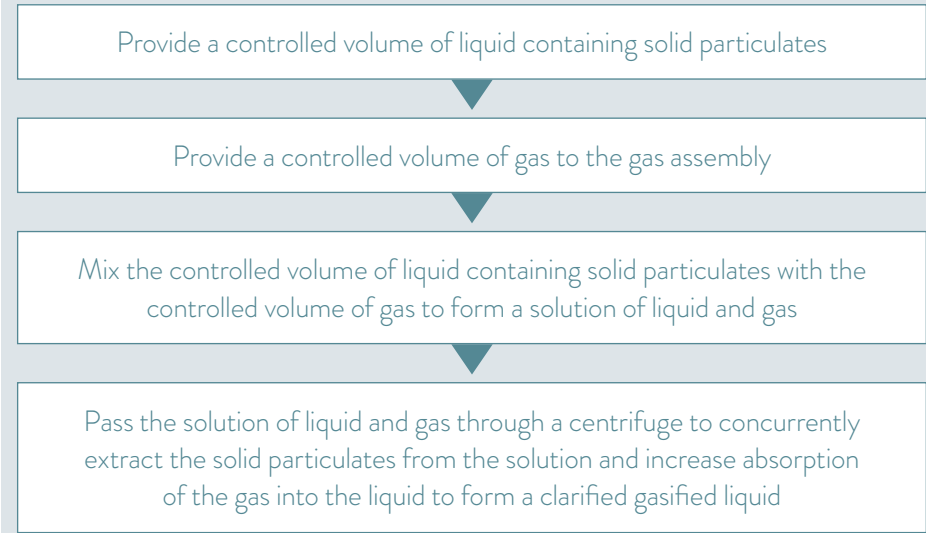 Provide a controlled volume of liquid containing solid particulates
Provide a controlled volume of gas to the gas assembly
Mix the controlled volume of liquid containing solid particulates with the
controlled volume of gas to form a solution of liquid and gas
Pass the solution of liquid and gas through a centrifuge to concurrently
extract the solid particulates from the solution and increase absorption
of the gas into the liquid to form a clarified gasified liquid